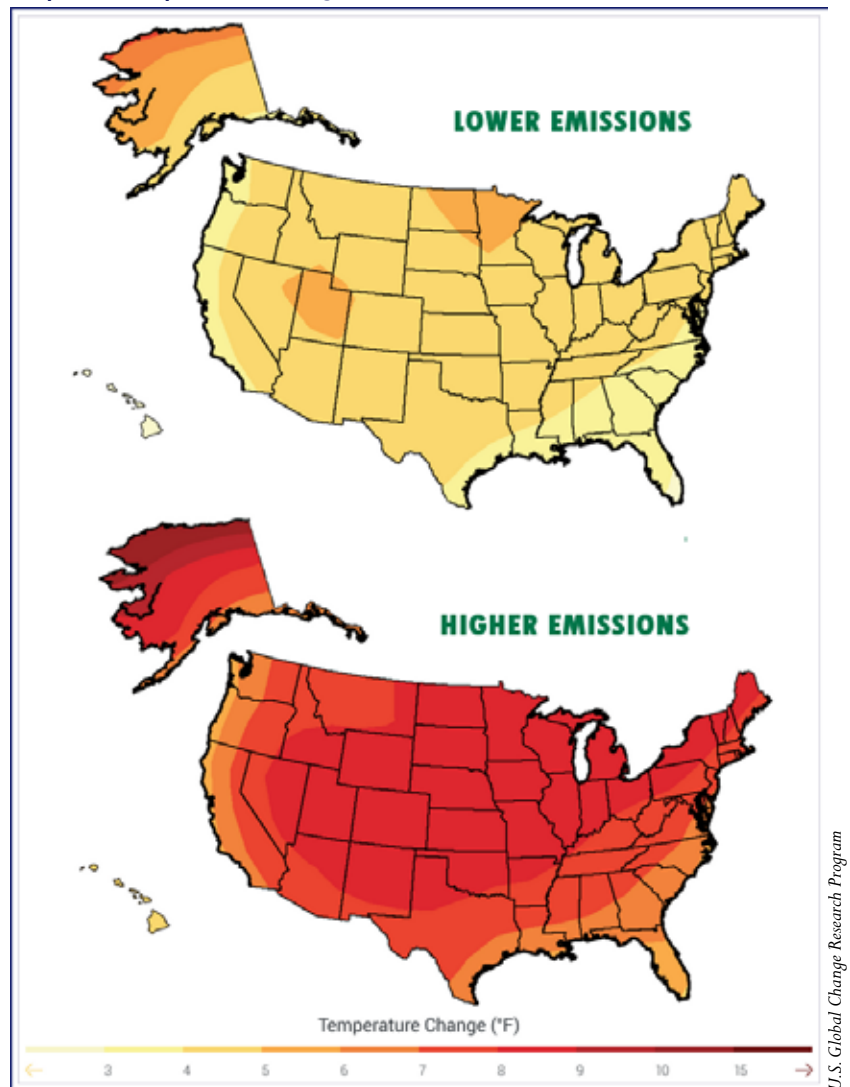 LOWER EMISSIONS
HIGHER EMISSIONS
Temperature Change (°F)
3 4 5 6 7 8 9 10 15
U.S. Global Change Research Program